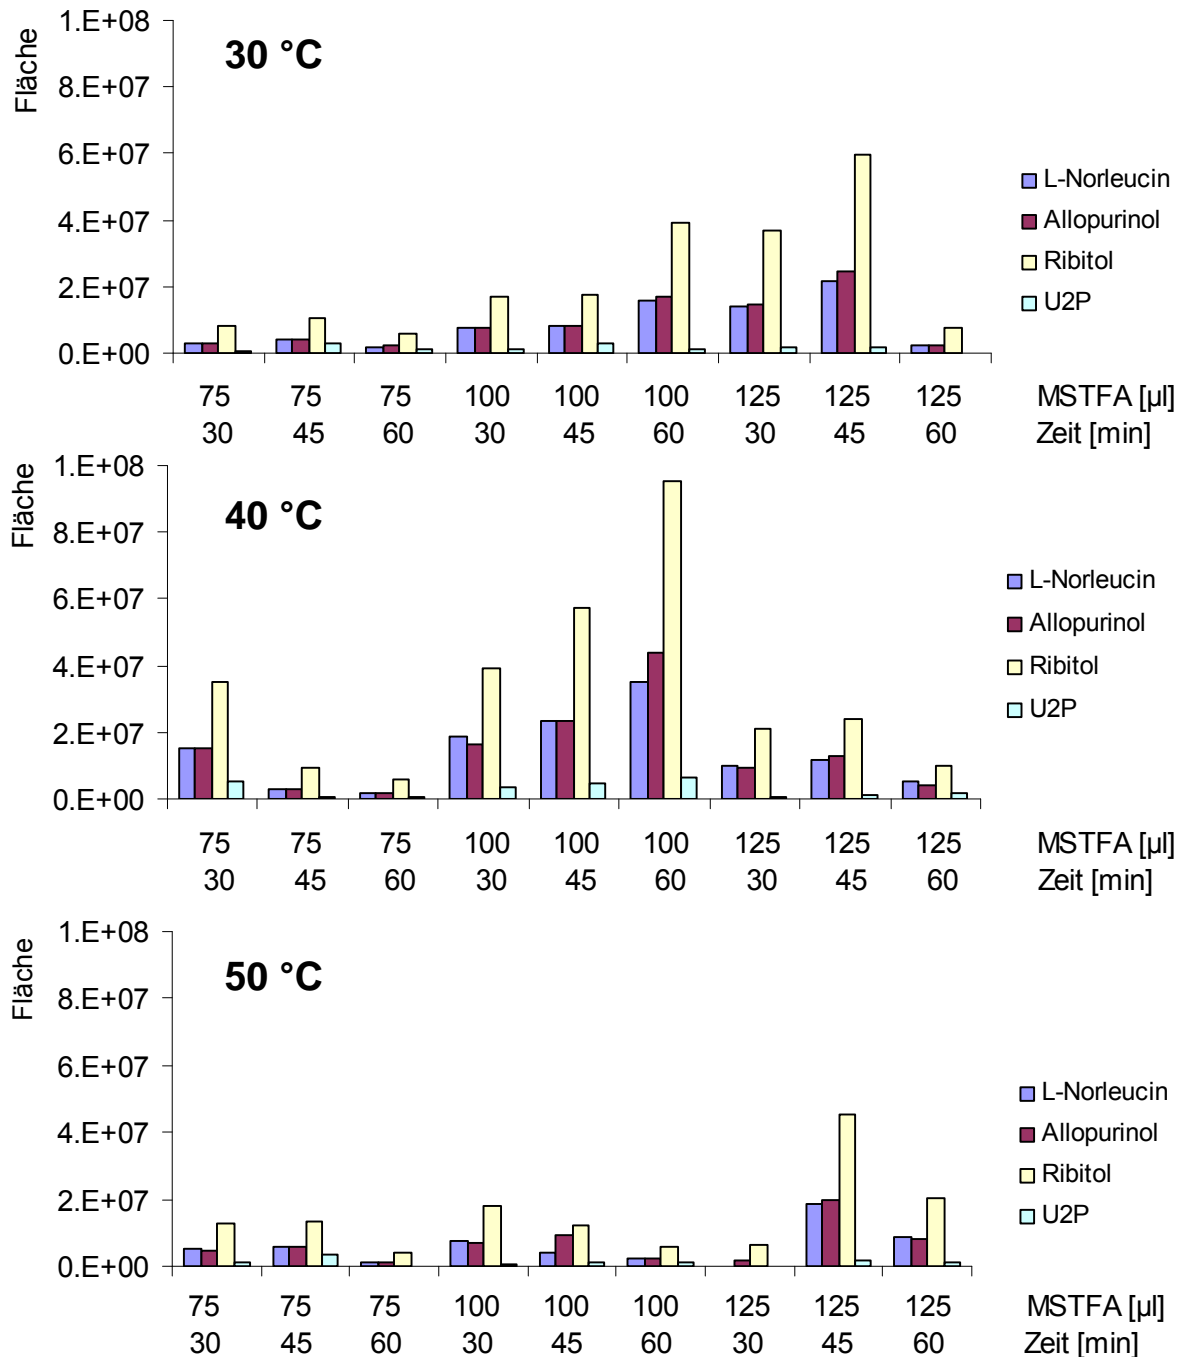 Fläche
30 °C
1.E+08
8.E+07
6.E+07
4.E+07
2.E+07
0.E+00
L-Norleucin
Allopurinol
Ribitol
U2P
75 75 75 100 100 100 125 125 125 MSTFA [µl]
30 45 60 30 45 60 30 45 60 Zeit [min]
Fläche
40 °C
1.E+08
8.E+07
6.E+07
4.E+07
2.E+07
0.E+00
L-Norleucin
Allopurinol
Ribitol
U2P
75 75 75 100 100 100 125 125 125 MSTFA [µl]
30 45 60 30 45 60 30 45 60 Zeit [min]
Fläche
50 °C
1.E+08
8.E+07
6.E+07
4.E+07
2.E+07
0.E+00
L-Norleucin
Allopurinol
Ribitol
U2P
75 75 75 100 100 100 125 125 125 MSTFA [µl]
30 45 60 30 45 60 30 45 60 Zeit [min]